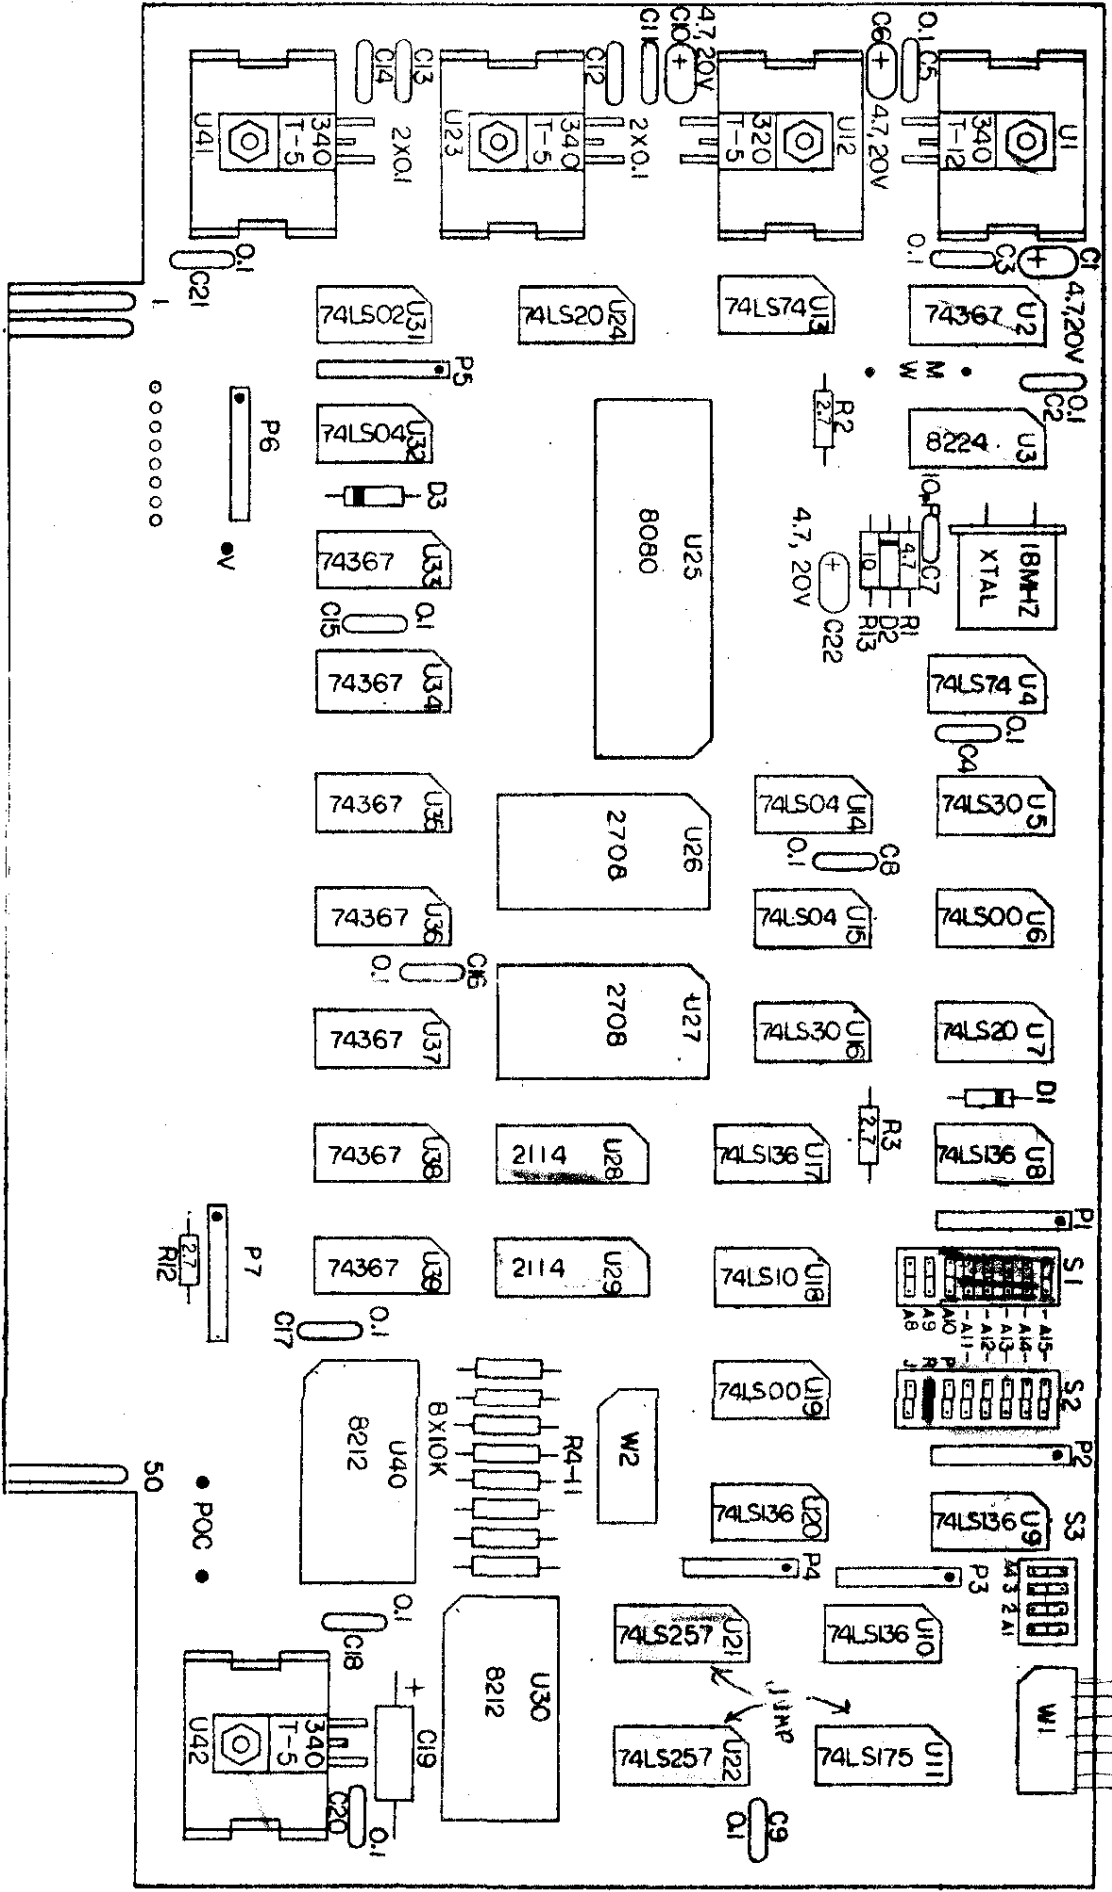 U1
340
T-12
C5
0.1
C6
4.7, 20V
U12
320
T-5
C10
4.7, 20V
C11
C12
2X0.1
U23
340
T-5
C13
C14
2X0.1
U41
340
T-5
C1
4.7,20V
C3
0.1
0.1
C21
U2
74367
U13
74LS74
U24
74LS20
U31
74LS02
1
C2
0.1
M
W
R2
2.7
P5
P6
U3
8224
U32
74LS04
D3
10
C7
18MHZ
XTAL
4.7
10
R1
D2
R13
4.7, 20V
C22
U25
8080
U33
74367
V
C15
0.1
U4
74LS74
U34
74367
0.1
C4
U5
74LS30
U14
74LS04
U26
2708
U35
74367
C8
0.1
U6
74LS00
U15
74LS04
U36
74367
C16
0.1
U7
74LS20
U16
74LS30
U27
2708
U37
74367
D1
R3
2.7
U8
74LS136
U17
74LS136
U28
2114
U38
74367
P1
P7
R12
2.7
S1
U18
74LS10
U29
2114
U39
74367
A15
A14
A13
A12
A11
A10
A9
A8
0.1
C17
P
R
J
S2
U19
74LS00
W2
R4-11
8X10K
U40
8212
P2
50
POC
S3
U9
74LS136
U20
74LS136
P3
P4
A4 3 2 A1
U10
74LS136
U21
74LS257
0.1
C18
U30
8212
JUMP
W1
U11
74LS175
U22
74LS257
+
C19
U42
340
T-5
C20
0.1
C9
0.1